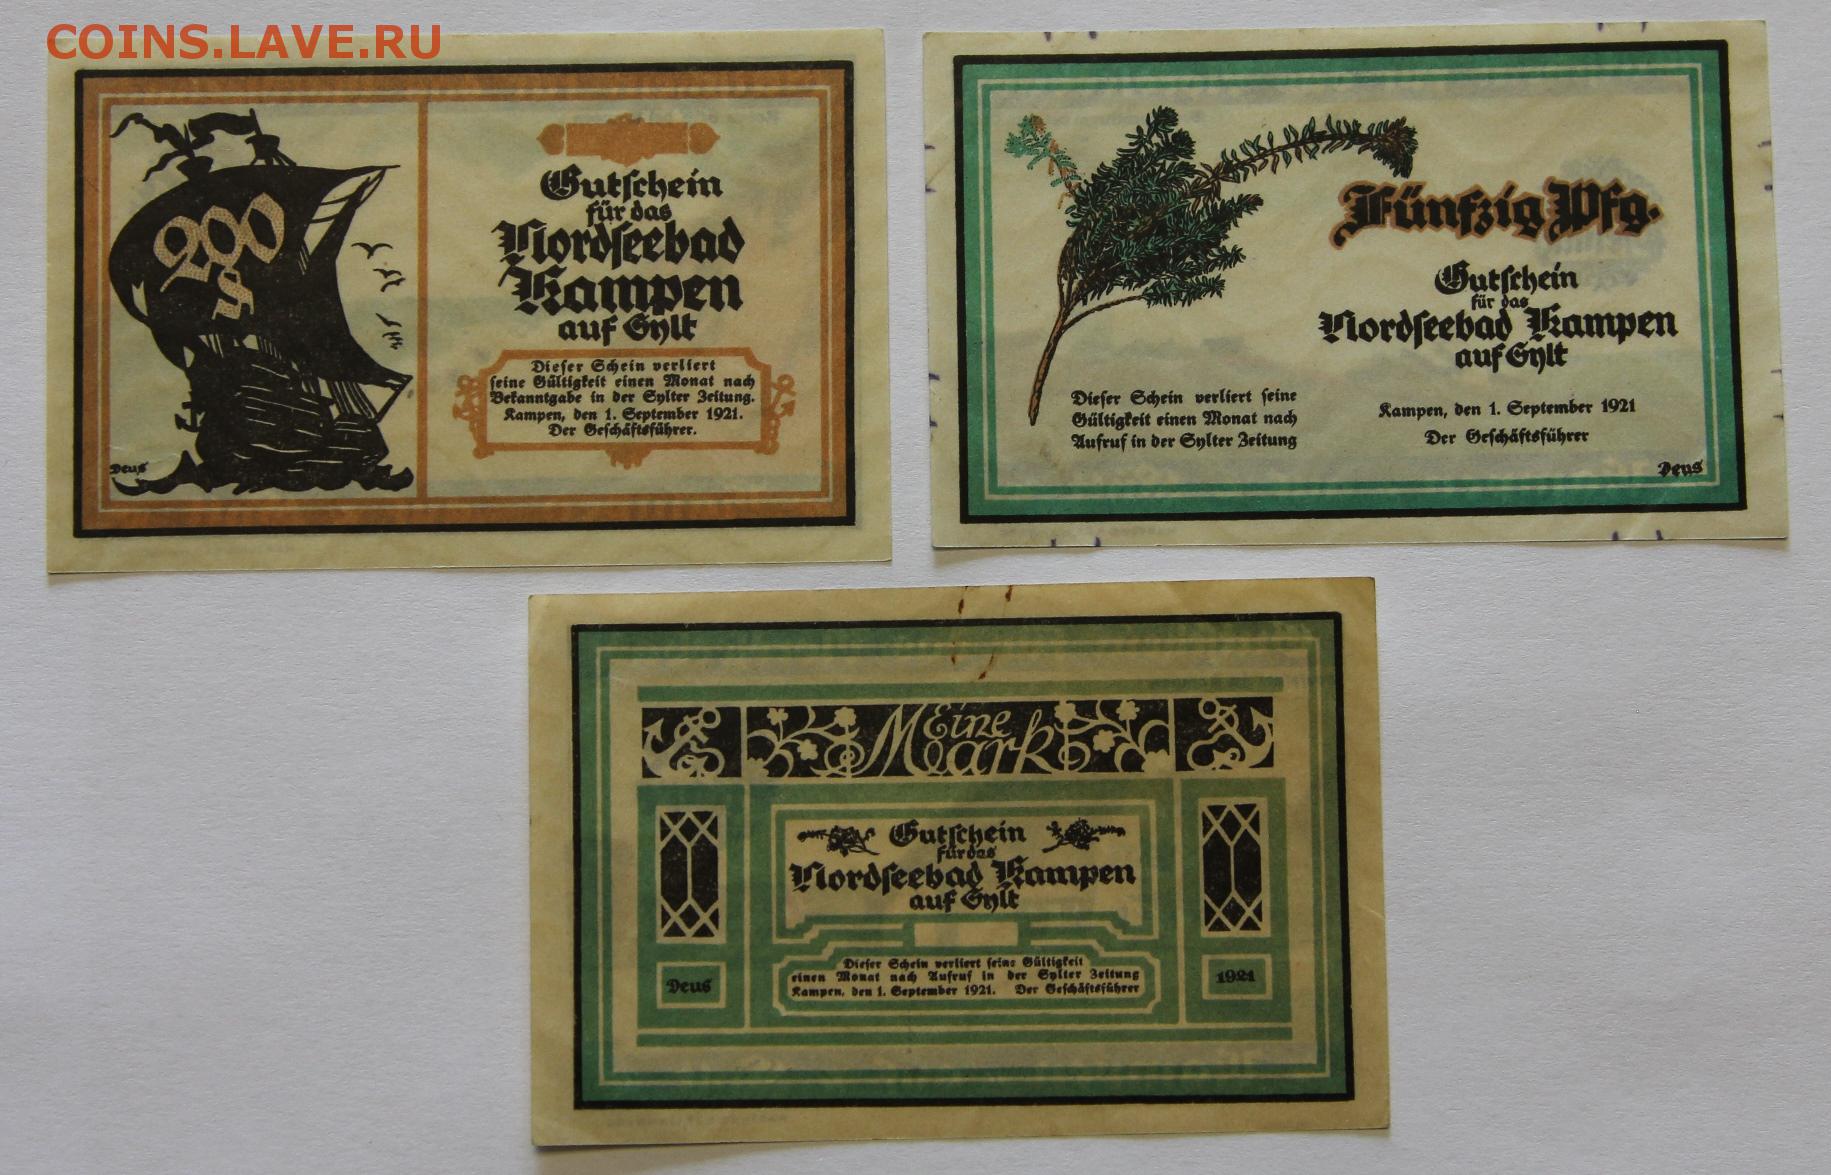 COINS.LAVE.RU
200
₰
Deus
Gutschein
für das
Nordseebad
Kampen
auf Sylt
Dieser Schein verliert
seine Gültigkeit einen Monat nach
Bekanntgabe in der Sylter Zeitung.
Kampen, den 1. September 1921.
Der Geschäftsführer.
Fünfzig Pfg.
Gutschein
für das
Nordseebad Kampen
auf Sylt
Dieser Schein verliert seine
Gültigkeit einen Monat nach
Aufruf in der Sylter Zeitung
Kampen, den 1. September 1921
Der Geschäftsführer
Deus
Eine
Mark
Gutschein
für das
Nordseebad Kampen
auf Sylt
Dieser Schein verliert seine Gültigkeit
einen Monat nach Aufruf in der Sylter Zeitung
Kampen, den 1. September 1921. Der Geschäftsführer
Deus
1921